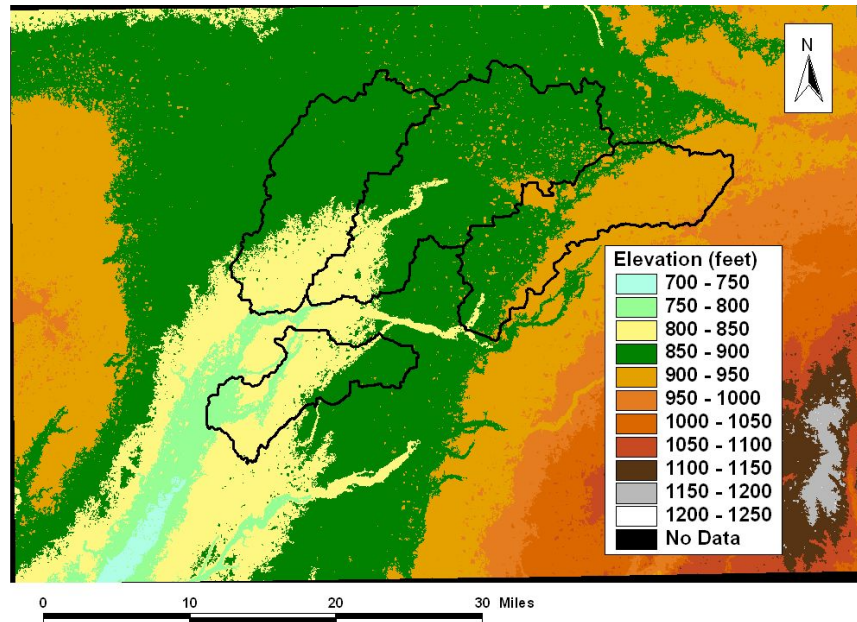 N
Elevation (feet)
700 - 750
750 - 800
800 - 850
850 - 900
900 - 950
950 - 1000
1000 - 1050
1050 - 1100
1100 - 1150
1150 - 1200
1200 - 1250
No Data
0 10 20 30 Miles